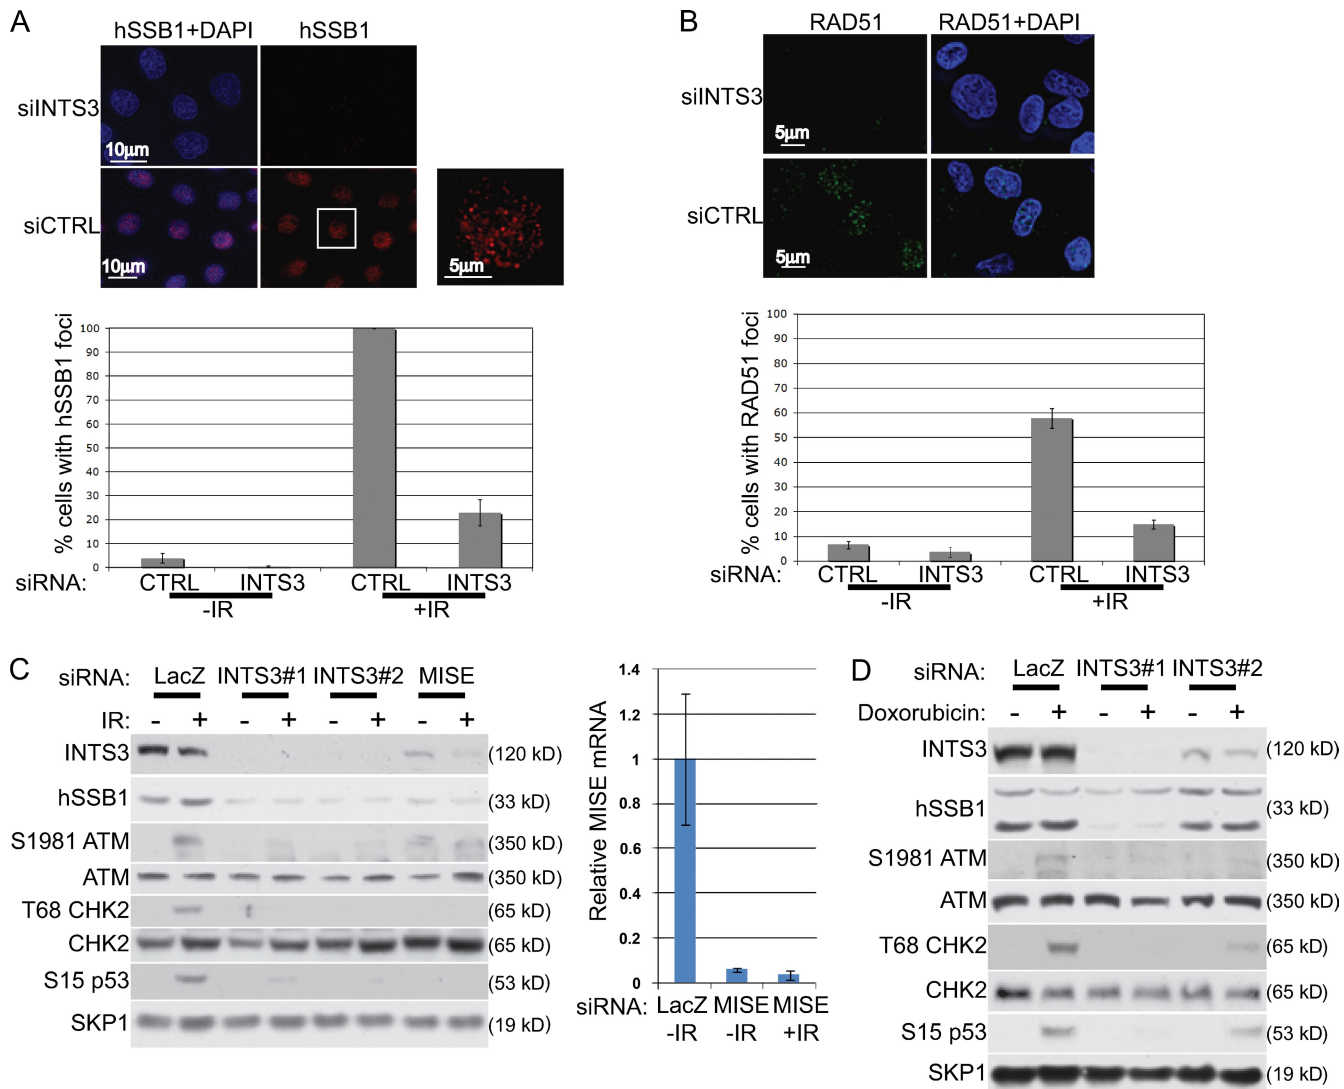 A
hSSB1+DAPI hSSB1
siINTS3
10µm
siCTRL
10µm
5µm
% cells with hSSB1 foci
100
90
80
70
60
50
40
30
20
10
0
siRNA: CTRL INTS3 CTRL INTS3
-IR +IR
B
RAD51 RAD51+DAPI
siINTS3
5µm
siCTRL
5µm
% cells with RAD51 foci
100
90
80
70
60
50
40
30
20
10
0
siRNA: CTRL INTS3 CTRL INTS3
-IR +IR
C
siRNA: LacZ INTS3#1 INTS3#2 MISE
IR: - + - + - + - +
INTS3 (120 kD)
hSSB1 (33 kD)
S1981 ATM (350 kD)
ATM (350 kD)
T68 CHK2 (65 kD)
CHK2 (65 kD)
S15 p53 (53 kD)
SKP1 (19 kD)
Relative MISE mRNA
1.4
1.2
1
0.8
0.6
0.4
0.2
0
siRNA: LacZ MISE MISE
-IR -IR +IR
D
siRNA: LacZ INTS3#1 INTS3#2
Doxorubicin: - + - + - +
INTS3 (120 kD)
hSSB1 (33 kD)
S1981 ATM (350 kD)
ATM (350 kD)
T68 CHK2 (65 kD)
CHK2 (65 kD)
S15 p53 (53 kD)
SKP1 (19 kD)